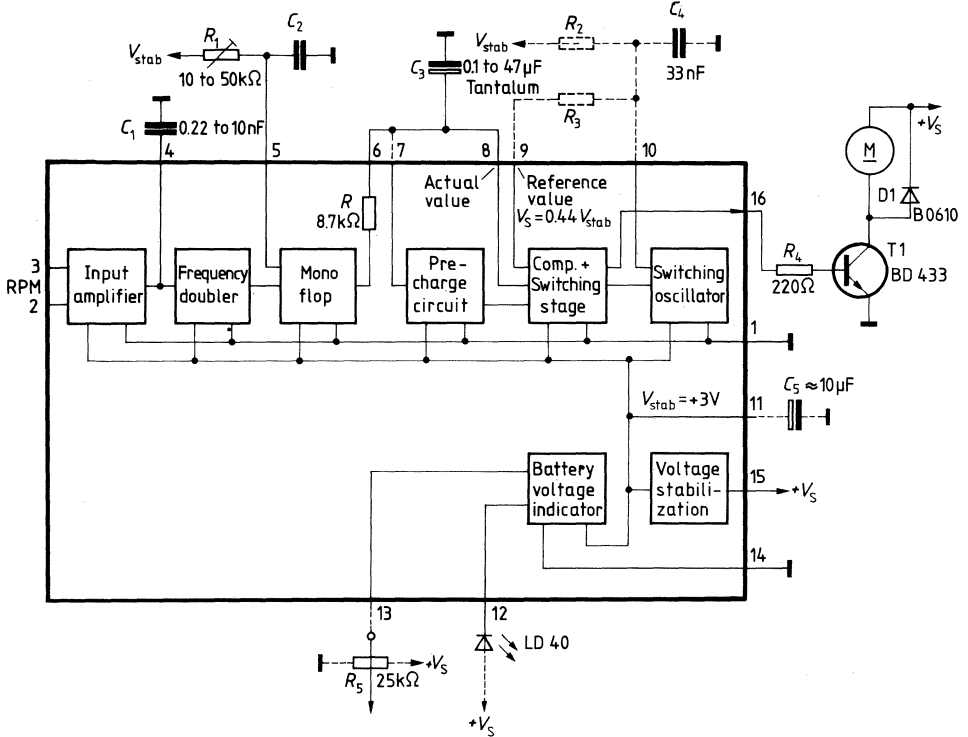 C2
C4
R1
R2
Vstab
Vstab
10 to 50kΩ
C3
0.1 to 47µF
Tantalum
33nF
R3
C1
0.22 to 10nF
+VS
M
4
5
6
7
8
9
10
Actual
value
Reference
value
VS=0.44 Vstab
D1
B0610
16
R
8.7kΩ
R4
220Ω
T1
BD 433
3
RPM
2
Input
amplifier
Frequency
doubler
Mono
flop
Pre-
charge
circuit
Comp. +
Switching
stage
Switching
oscillator
1
Vstab=+3V
11
C5≈10µF
Battery
voltage
indicator
Voltage
stabili-
zation
15
+VS
14
13
12
LD 40
+VS
R5
25kΩ
+VS